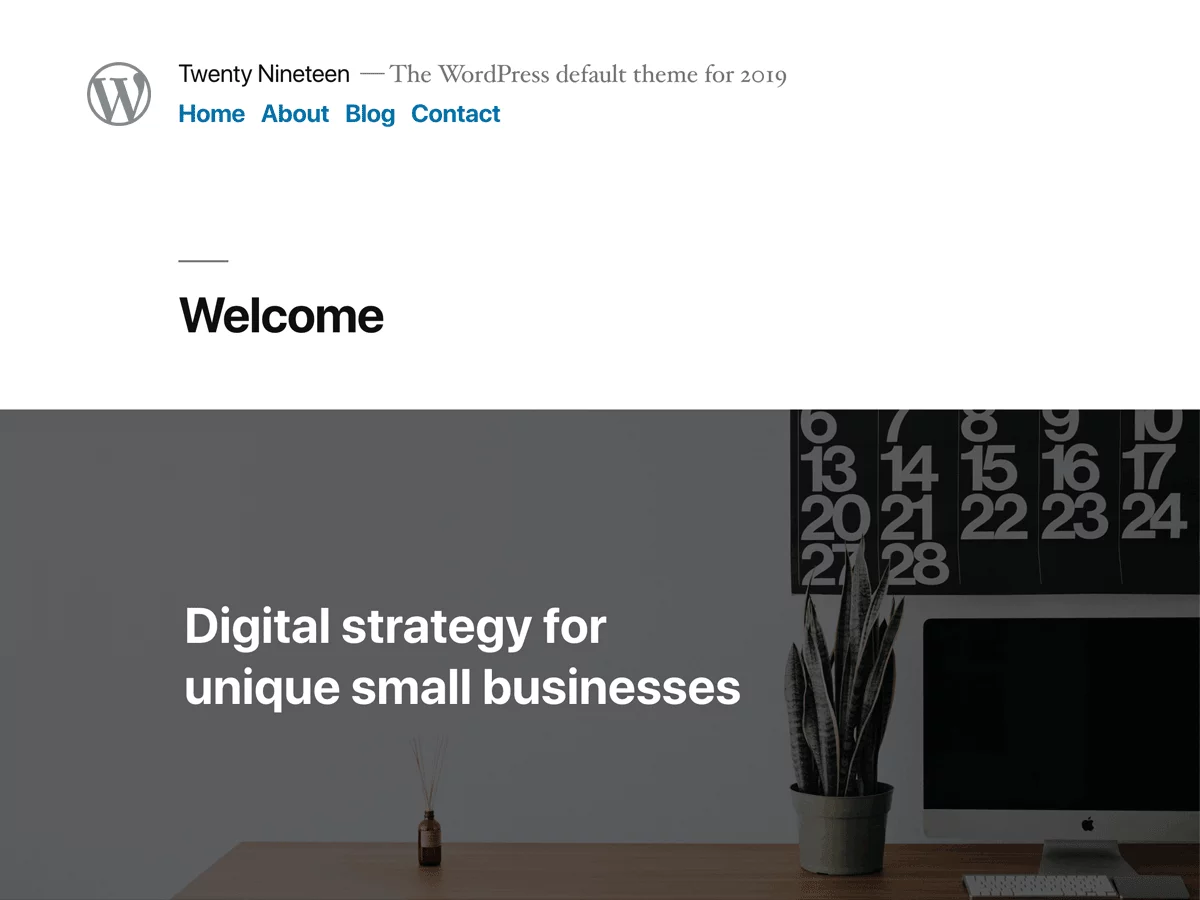 Twenty Nineteen — The WordPress default theme for 2019
Home About Blog Contact
Welcome
6 7 8 9 10
13 14 15 16 17
20 21 22 23 24
27 28
Digital strategy for
unique small businesses